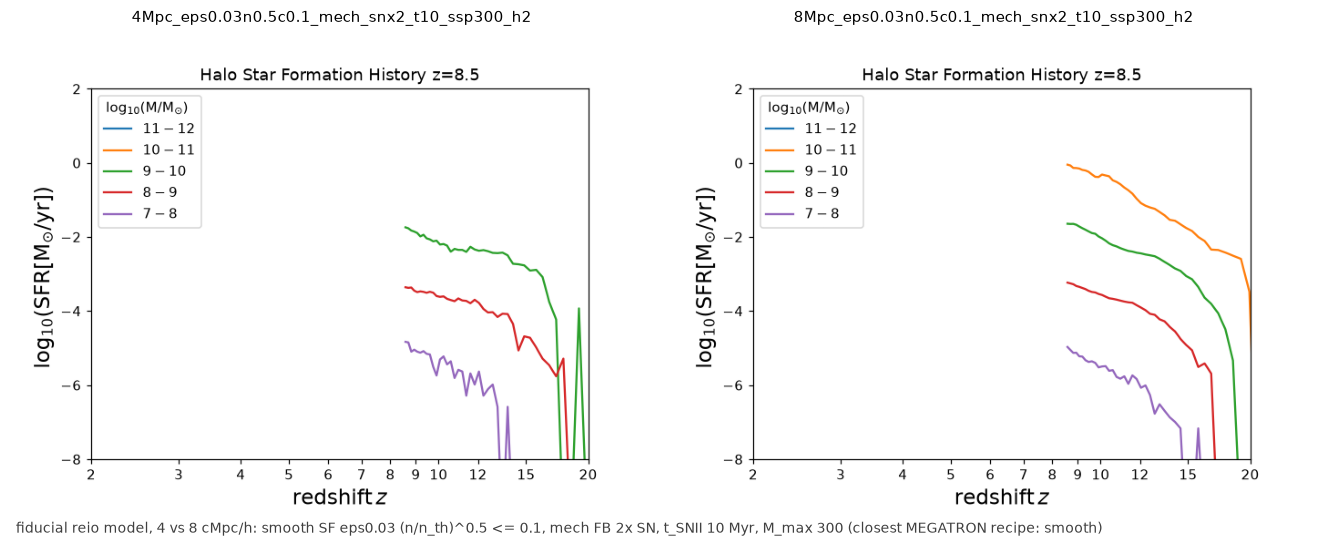 4Mpc_eps0.03n0.5c0.1_mech_snx2_t10_ssp300_h2
8Mpc_eps0.03n0.5c0.1_mech_snx2_t10_ssp300_h2
Halo Star Formation History z=8.5
log₁₀(M/M⊙)
11 − 12
10 − 11
9 − 10
8 − 9
7 − 8
2
0
−2
−4
−6
−8
log₁₀(SFR[M⊙/yr])
2 3 4 5 6 7 8 9 10 12 15 20
redshift z
Halo Star Formation History z=8.5
log₁₀(M/M⊙)
11 − 12
10 − 11
9 − 10
8 − 9
7 − 8
2
0
−2
−4
−6
−8
log₁₀(SFR[M⊙/yr])
2 3 4 5 6 7 8 9 10 12 15 20
redshift z
fiducial reio model, 4 vs 8 cMpc/h: smooth SF eps0.03 (n/n_th)^0.5 <= 0.1, mech FB 2x SN, t_SNII 10 Myr, M_max 300 (closest MEGATRON recipe: smooth)